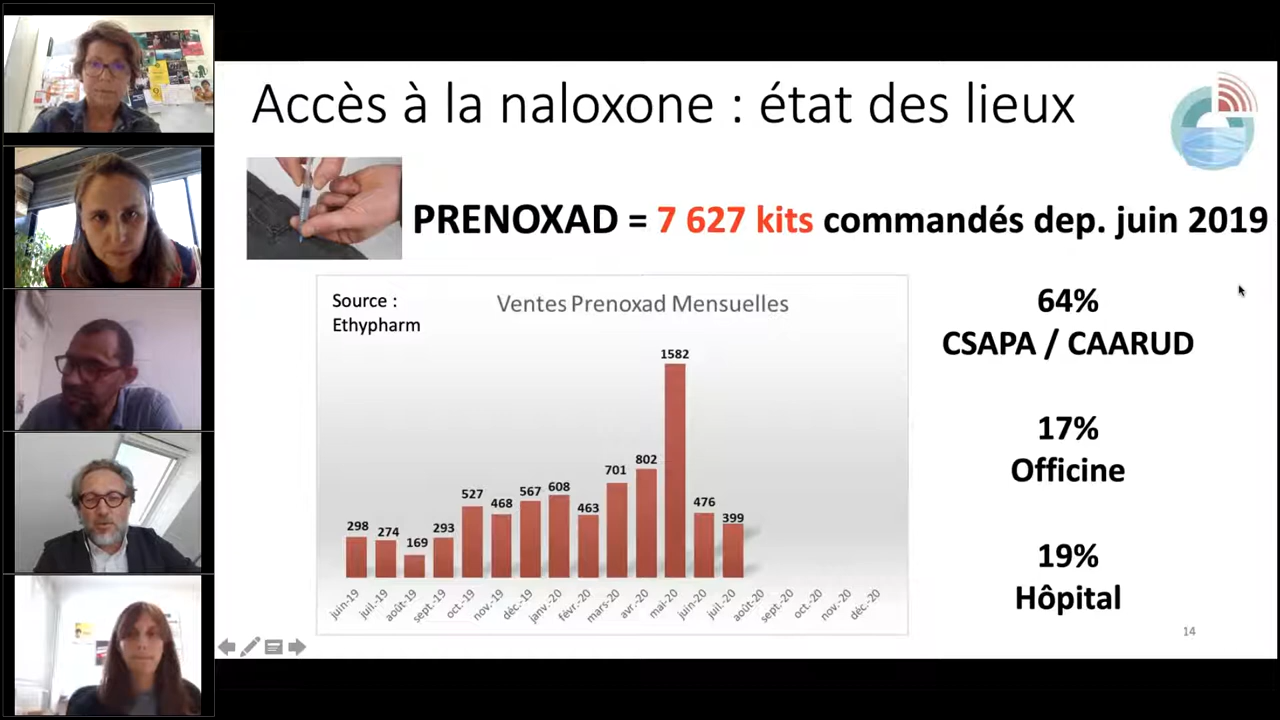 Accès à la naloxone : état des lieux
PRENOXAD = 7 627 kits commandés dep. juin 2019
Source :
Ethypharm
Ventes Prenoxad Mensuelles
298
274
169
293
527
468
567
608
463
701
802
1582
476
399
juin-19
juil.-19
août-19
sept.-19
oct.-19
nov.-19
déc.-19
janv.-20
févr.-20
mars-20
avr.-20
mai-20
juin-20
juil.-20
août-20
sept.-20
oct.-20
nov.-20
déc.-20
64%
CSAPA / CAARUD
17%
Officine
19%
Hôpital
14